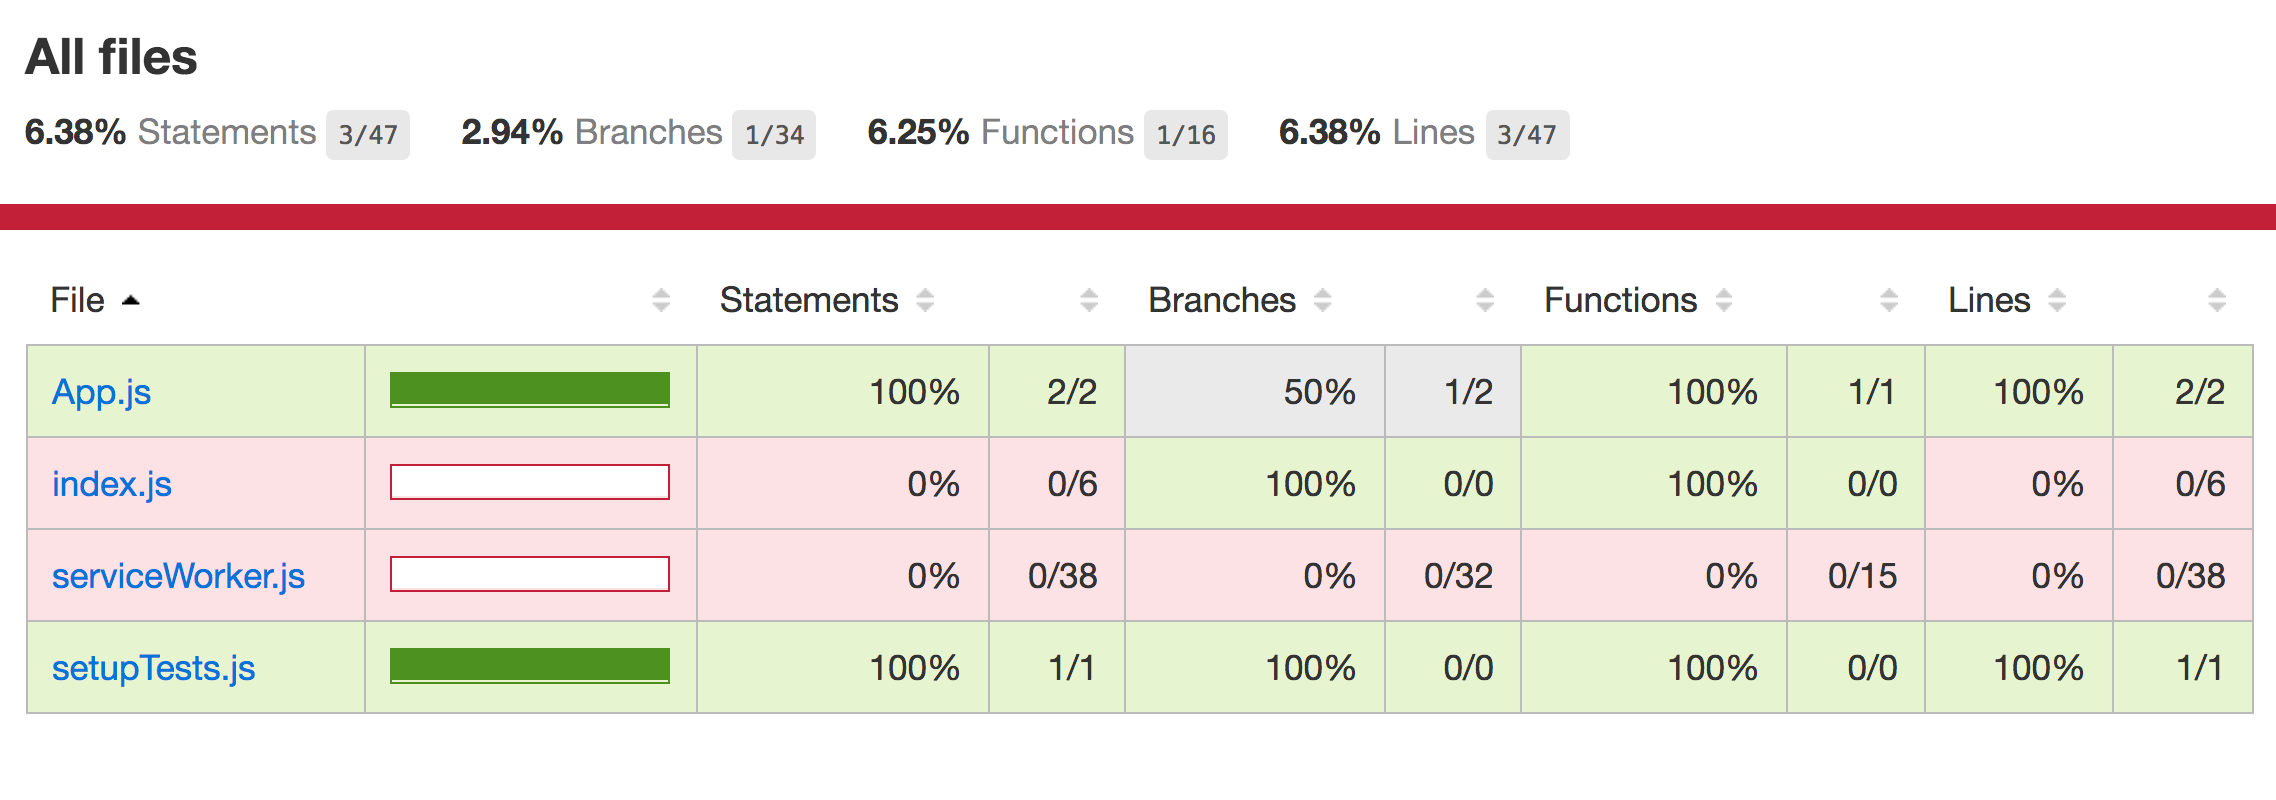 All files
6.38% Statements 3/47 2.94% Branches 1/34 6.25% Functions 1/16 6.38% Lines 3/47
File Statements Branches Functions Lines
App.js 100% 2/2 50% 1/2 100% 1/1 100% 2/2
index.js 0% 0/6 100% 0/0 100% 0/0 0% 0/6
serviceWorker.js 0% 0/38 0% 0/32 0% 0/15 0% 0/38
setupTests.js 100% 1/1 100% 0/0 100% 0/0 100% 1/1